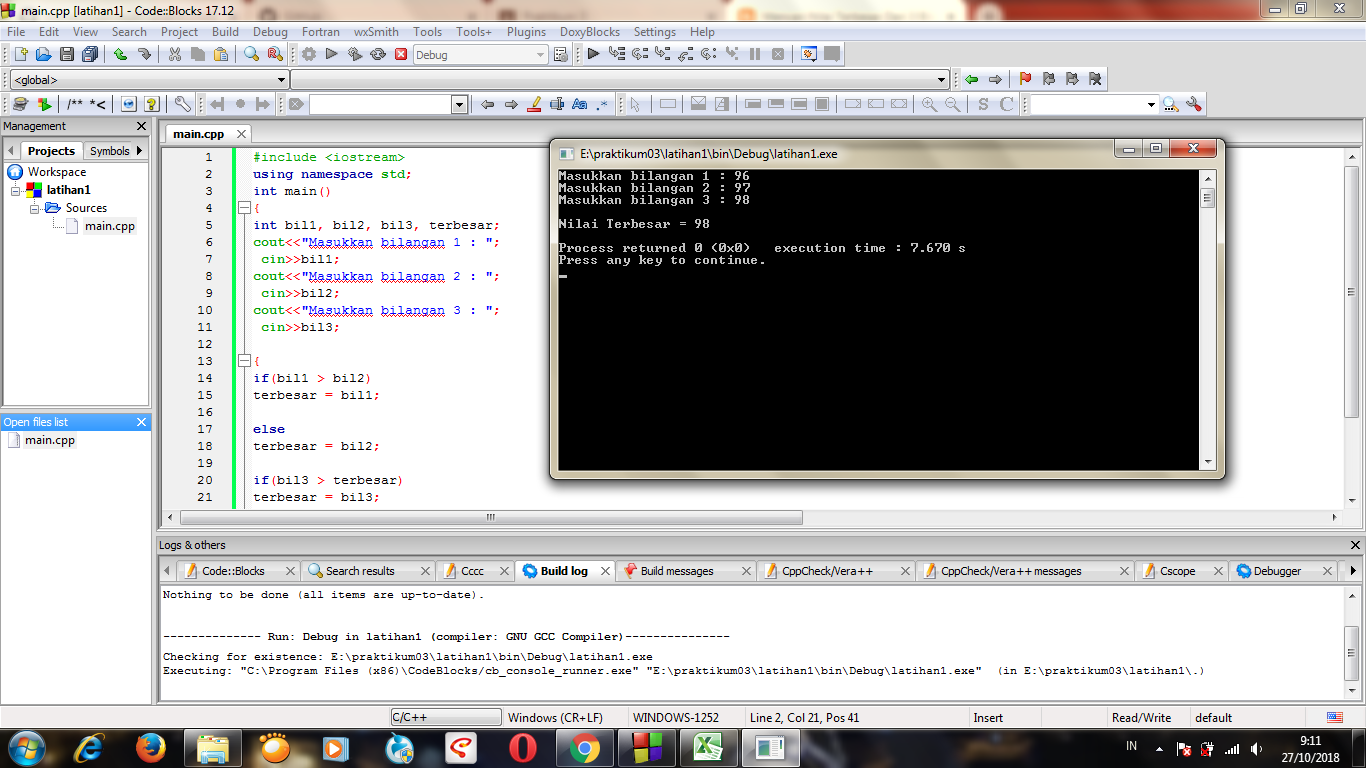 main.cpp [latihan1] - Code::Blocks 17.12
File Edit View Search Project Build Debug Fortran wxSmith Tools Tools+ Plugins DoxyBlocks Settings Help
Debug
<global>
/** *<
Management
Projects Symbols
Workspace
latihan1
Sources
main.cpp
Open files list
main.cpp
main.cpp
1 #include <iostream>
2 using namespace std;
3 int main()
4 {
5 int bil1, bil2, bil3, terbesar;
6 cout<<"Masukkan bilangan 1 : ";
7 cin>>bil1;
8 cout<<"Masukkan bilangan 2 : ";
9 cin>>bil2;
10 cout<<"Masukkan bilangan 3 : ";
11 cin>>bil3;
12
13 {
14 if(bil1 > bil2)
15 terbesar = bil1;
16
17 else
18 terbesar = bil2;
19
20 if(bil3 > terbesar)
21 terbesar = bil3;
E:\praktikum03\latihan1\bin\Debug\latihan1.exe
Masukkan bilangan 1 : 96
Masukkan bilangan 2 : 97
Masukkan bilangan 3 : 98
Nilai Terbesar = 98
Process returned 0 (0x0)   execution time : 7.670 s
Press any key to continue.
Logs & others
Code::Blocks Search results Cccc Build log Build messages CppCheck/Vera++ CppCheck/Vera++ messages Cscope Debugger
Nothing to be done (all items are up-to-date).
-------------- Run: Debug in latihan1 (compiler: GNU GCC Compiler)---------------
Checking for existence: E:\praktikum03\latihan1\bin\Debug\latihan1.exe
Executing: "C:\Program Files (x86)\CodeBlocks/cb_console_runner.exe" "E:\praktikum03\latihan1\bin\Debug\latihan1.exe"  (in E:\praktikum03\latihan1\.)
C/C++ Windows (CR+LF) WINDOWS-1252 Line 2, Col 21, Pos 41 Insert Read/Write default
IN 9:11
27/10/2018